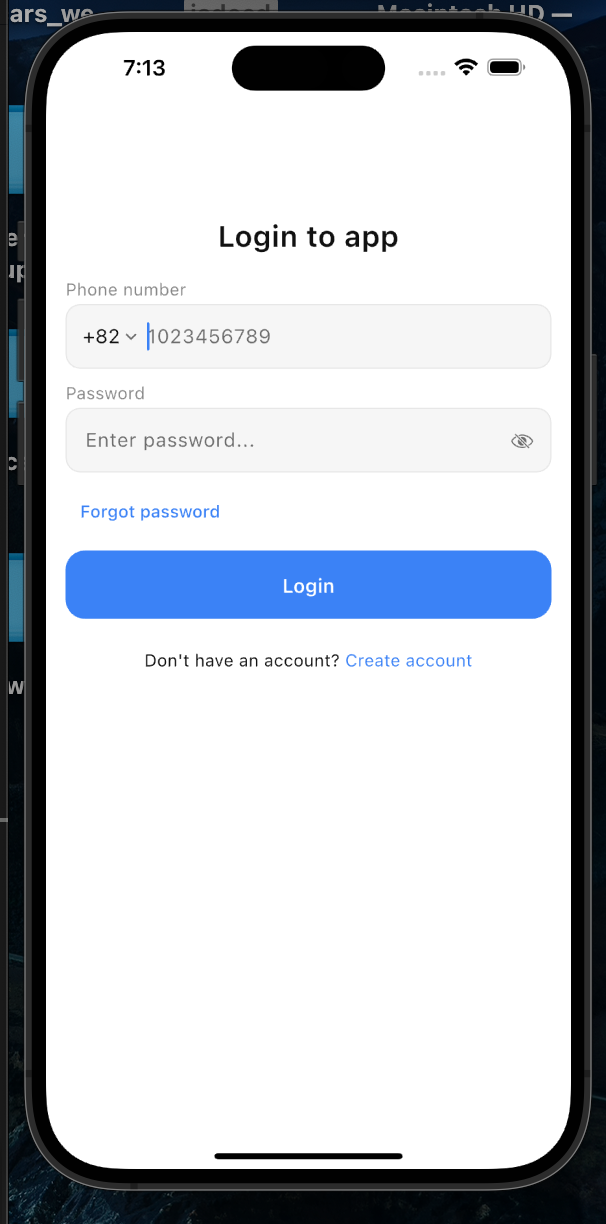 ars_we
Macintosh HD
7:13
Login to app
Phone number
+82 1023456789
Password
Enter password...
Forgot password
Login
Don't have an account? Create account